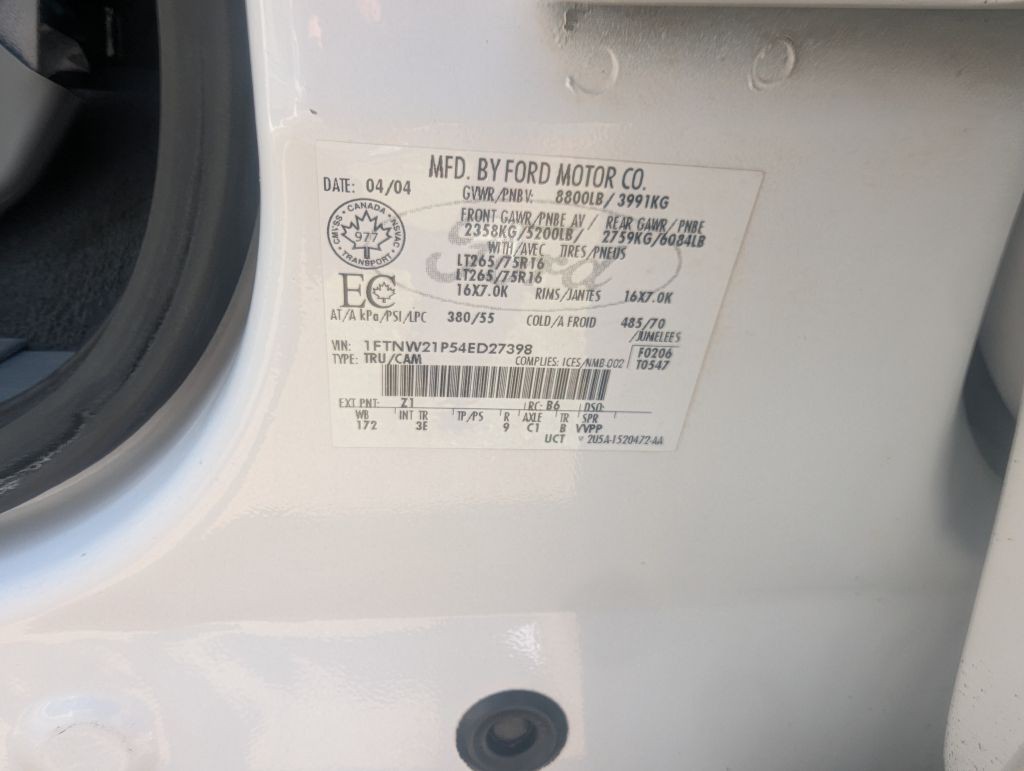 MFD. BY FORD MOTOR CO.
DATE: 04/04
GVWR/PNBV: 8800LB/3991KG
FRONT GAWR/PNBE AV/ REAR GAWR/PNBE
2358KG/5200LB/ 2759KG/6084LB
WITH/AVEC TIRES/PNEUS
LT265/75R16
LT265/75R16
16X7.0K RIMS/JANTES 16X7.0K
CANADA
CMVSS NSVAC
977
TRANSPORT
Ford
EC
AT/A kPa/PSI/LPC 380/55 COLD/A FROID 485/70
/JUMELEES
VIN: 1FTNW21P54ED27398
F0206
TYPE: TRU/CAM COMPLIES: ICES/NMB-002 T0547
EXT PNT: Z1 RC: B6 DSO:
WB INT TR TP/PS R AXLE TR SPR
172 3E 9 C1 B VVPP
UCT 2U5A-1520472-AA